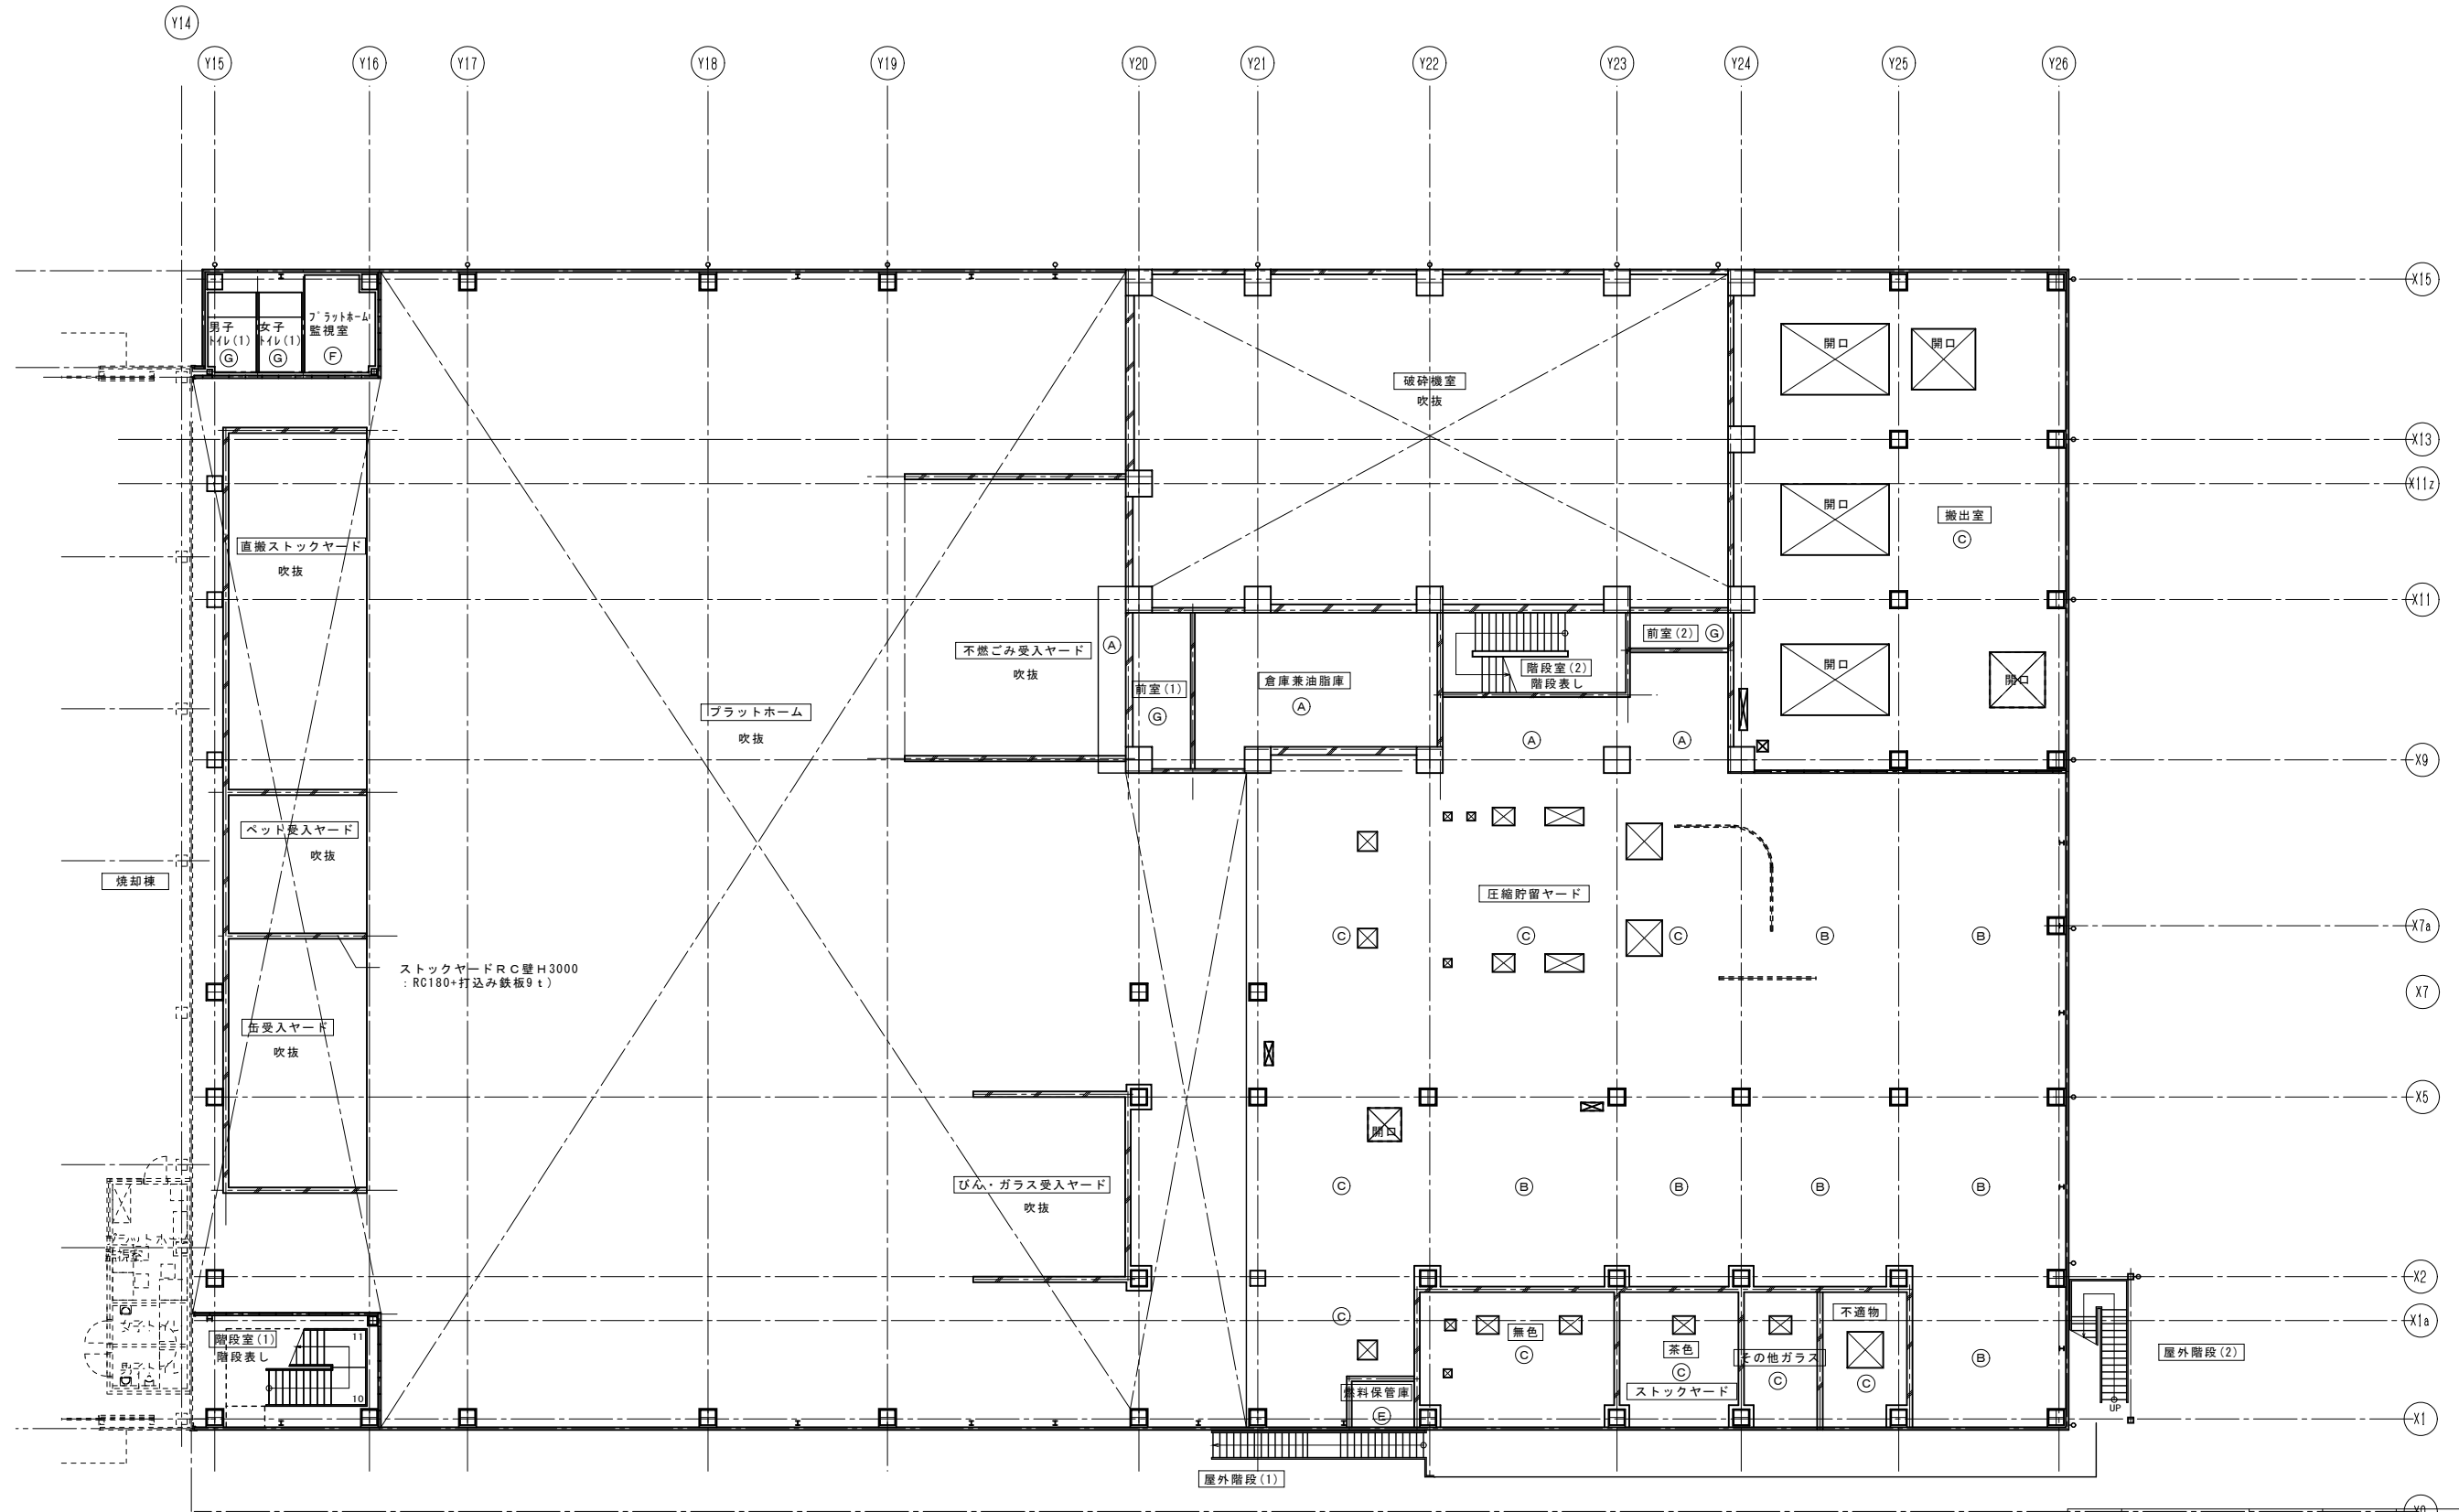 Y14
Y15
Y16
Y17
Y18
Y19
Y20
Y21
Y22
Y23
Y24
Y25
Y26
X15
男子
トイレ(1)
G
女子
トイレ(1)
G
プラットホーム
監視室
F
破砕機室
吹抜
開口
開口
X13
X11z
開口
搬出室
C
直搬ストックヤード
吹抜
X11
不燃ごみ受入ヤード
吹抜
A
前室(1)
G
倉庫兼油脂庫
A
階段室(2)
階段表し
前室(2)
G
開口
開口
プラットホーム
吹抜
A
A
X9
ペット受入ヤード
吹抜
焼却棟
圧縮貯留ヤード
C
C
C
B
B
X7a
ストックヤードRC壁H3000
:RC180+打込み鉄板9t)
X7
缶受入ヤード
吹抜
X5
開口
びん・ガラス受入ヤード
吹抜
C
B
B
B
B
X2
階段室(1)
階段表し
11
10
C
無色
C
茶色
C
ストックヤード
その他ガラス
C
不適物
C
B
X1a
屋外階段(2)
UP
燃料保管庫
E
X1
屋外階段(1)